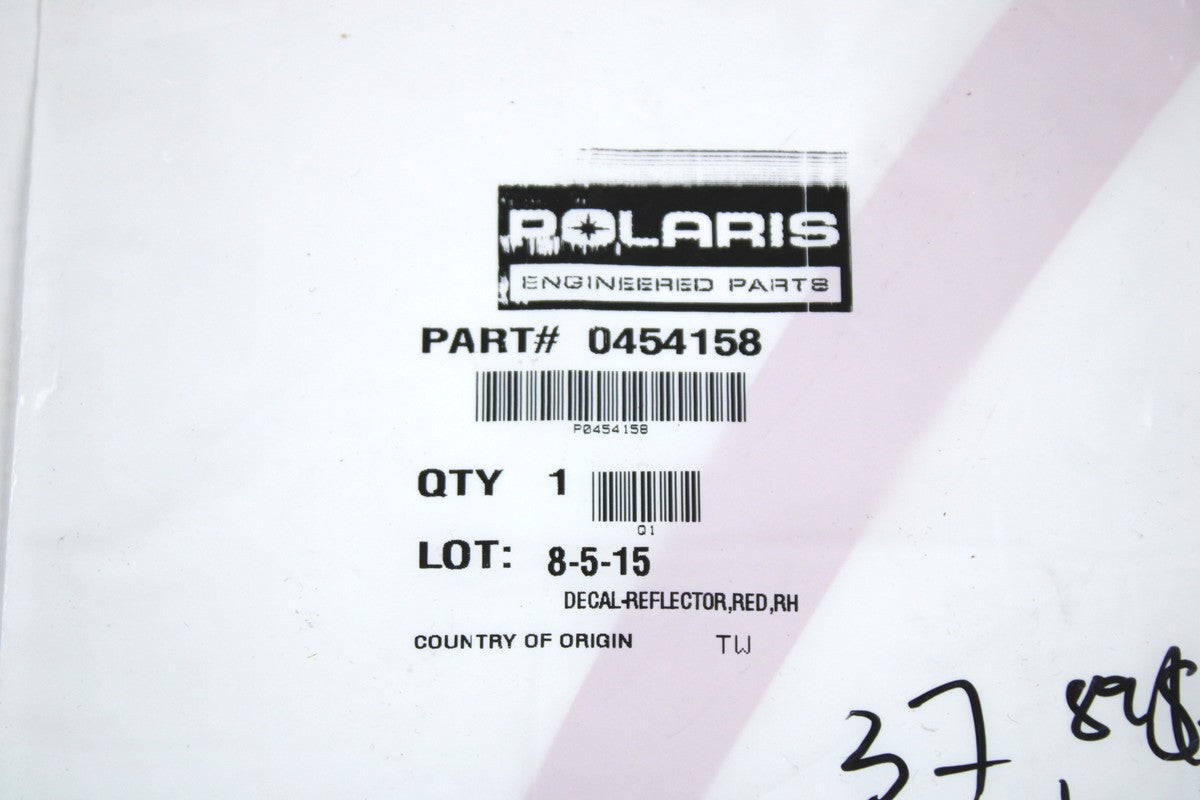 POLARIS
ENGINEERED PARTS
PART# 0454158
P0454158
QTY 1
Q1
LOT: 8-5-15
DECAL-REFLECTOR,RED,RH
COUNTRY OF ORIGIN TW
37